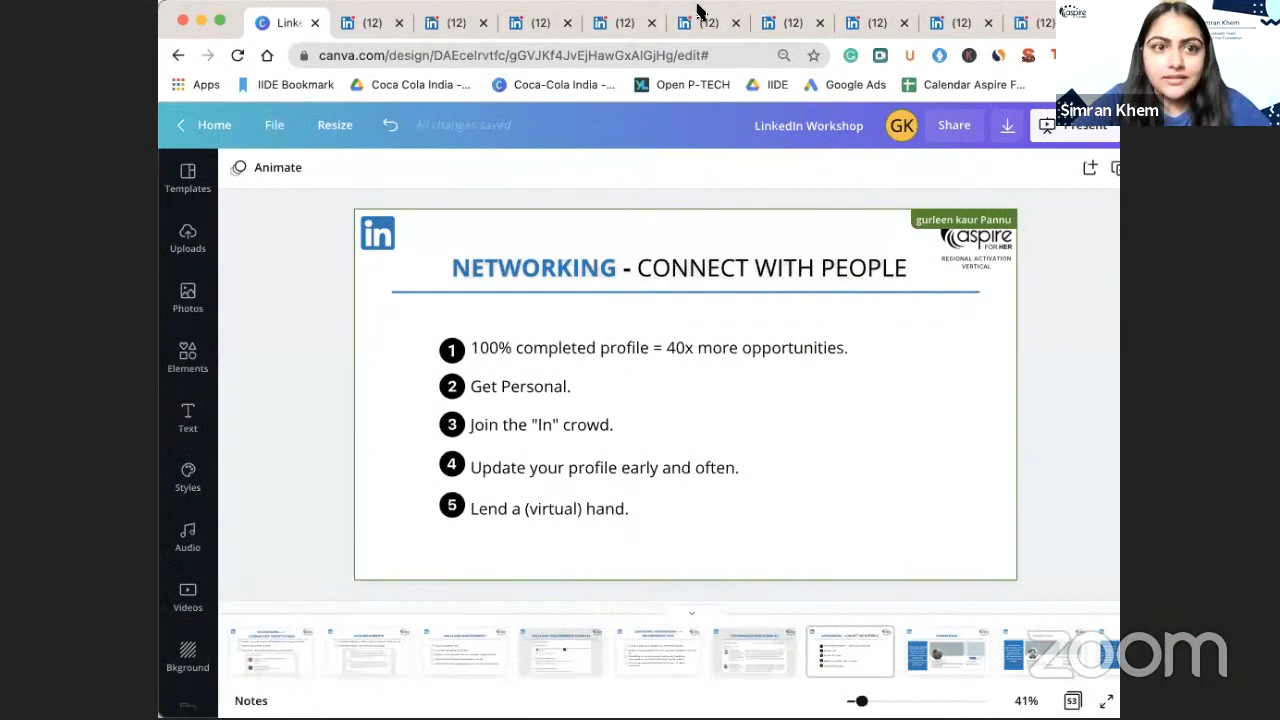 Link
(12)
(12)
(12)
(12)
(12)
(12)
(12)
(12)
(12)
canva.com/design/
Apps
IIDE Bookmark
Coca Cola India -...
Coca-Cola India -...
Open P-TECH
IIDE
Google Ads
Calendar Aspire F...
Simran Khem
Home
File
Resize
All changes saved
LinkedIn Workshop
GK
Share
Present
Animate
Templates
Uploads
Photos
Elements
Text
Styles
Audio
Videos
Bkground
in
gurleen kaur Pannu
aspire
FOR HER
REGIONAL ACTIVATION
VERTICAL
NETWORKING - CONNECT WITH PEOPLE
1 100% completed profile = 40x more opportunities.
2 Get Personal.
3 Join the "In" crowd.
4 Update your profile early and often.
5 Lend a (virtual) hand.
zoom
Notes
41%
53